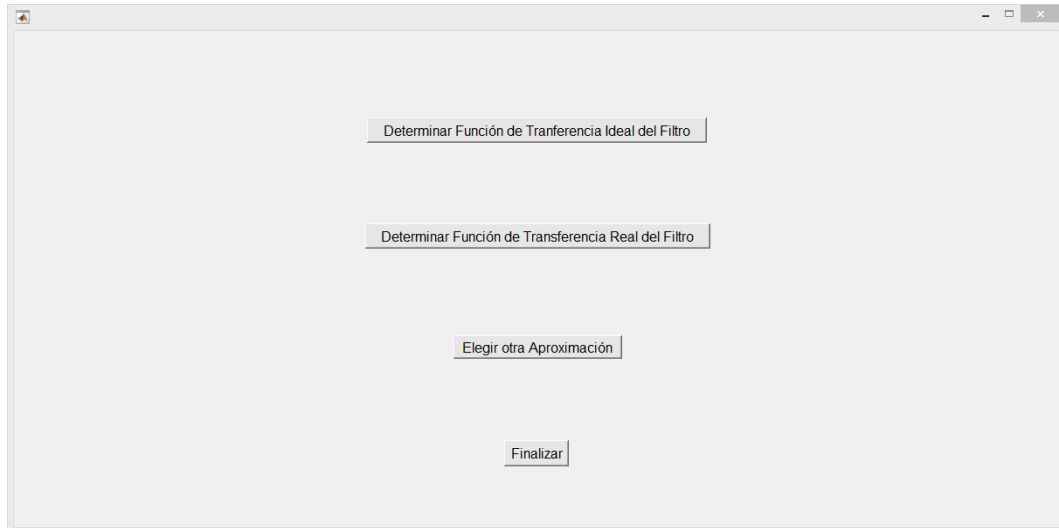 Determinar Función de Tranferencia Ideal del Filtro
Determinar Función de Transferencia Real del Filtro
Elegir otra Aproximación
Finalizar